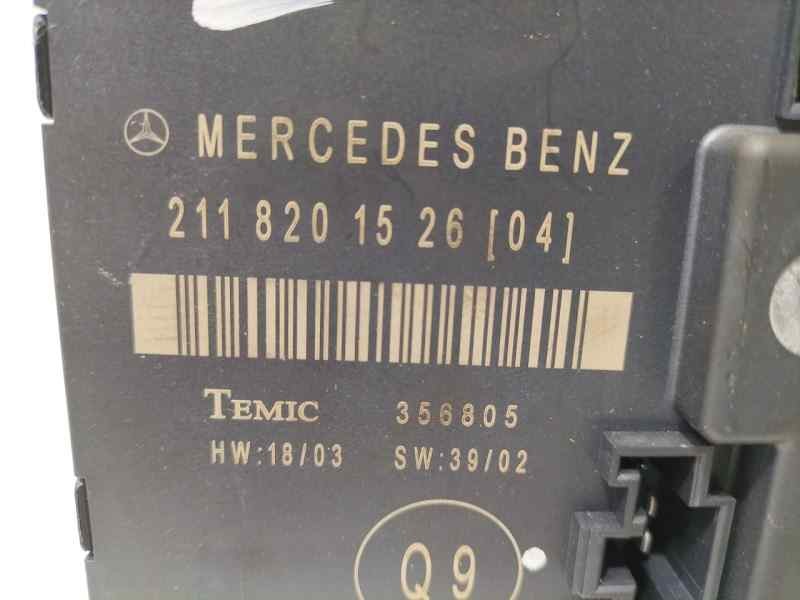 MERCEDES BENZ
211 820 15 26 [04]
TEMIC 356805
HW:18/03 SW:39/02
Q9